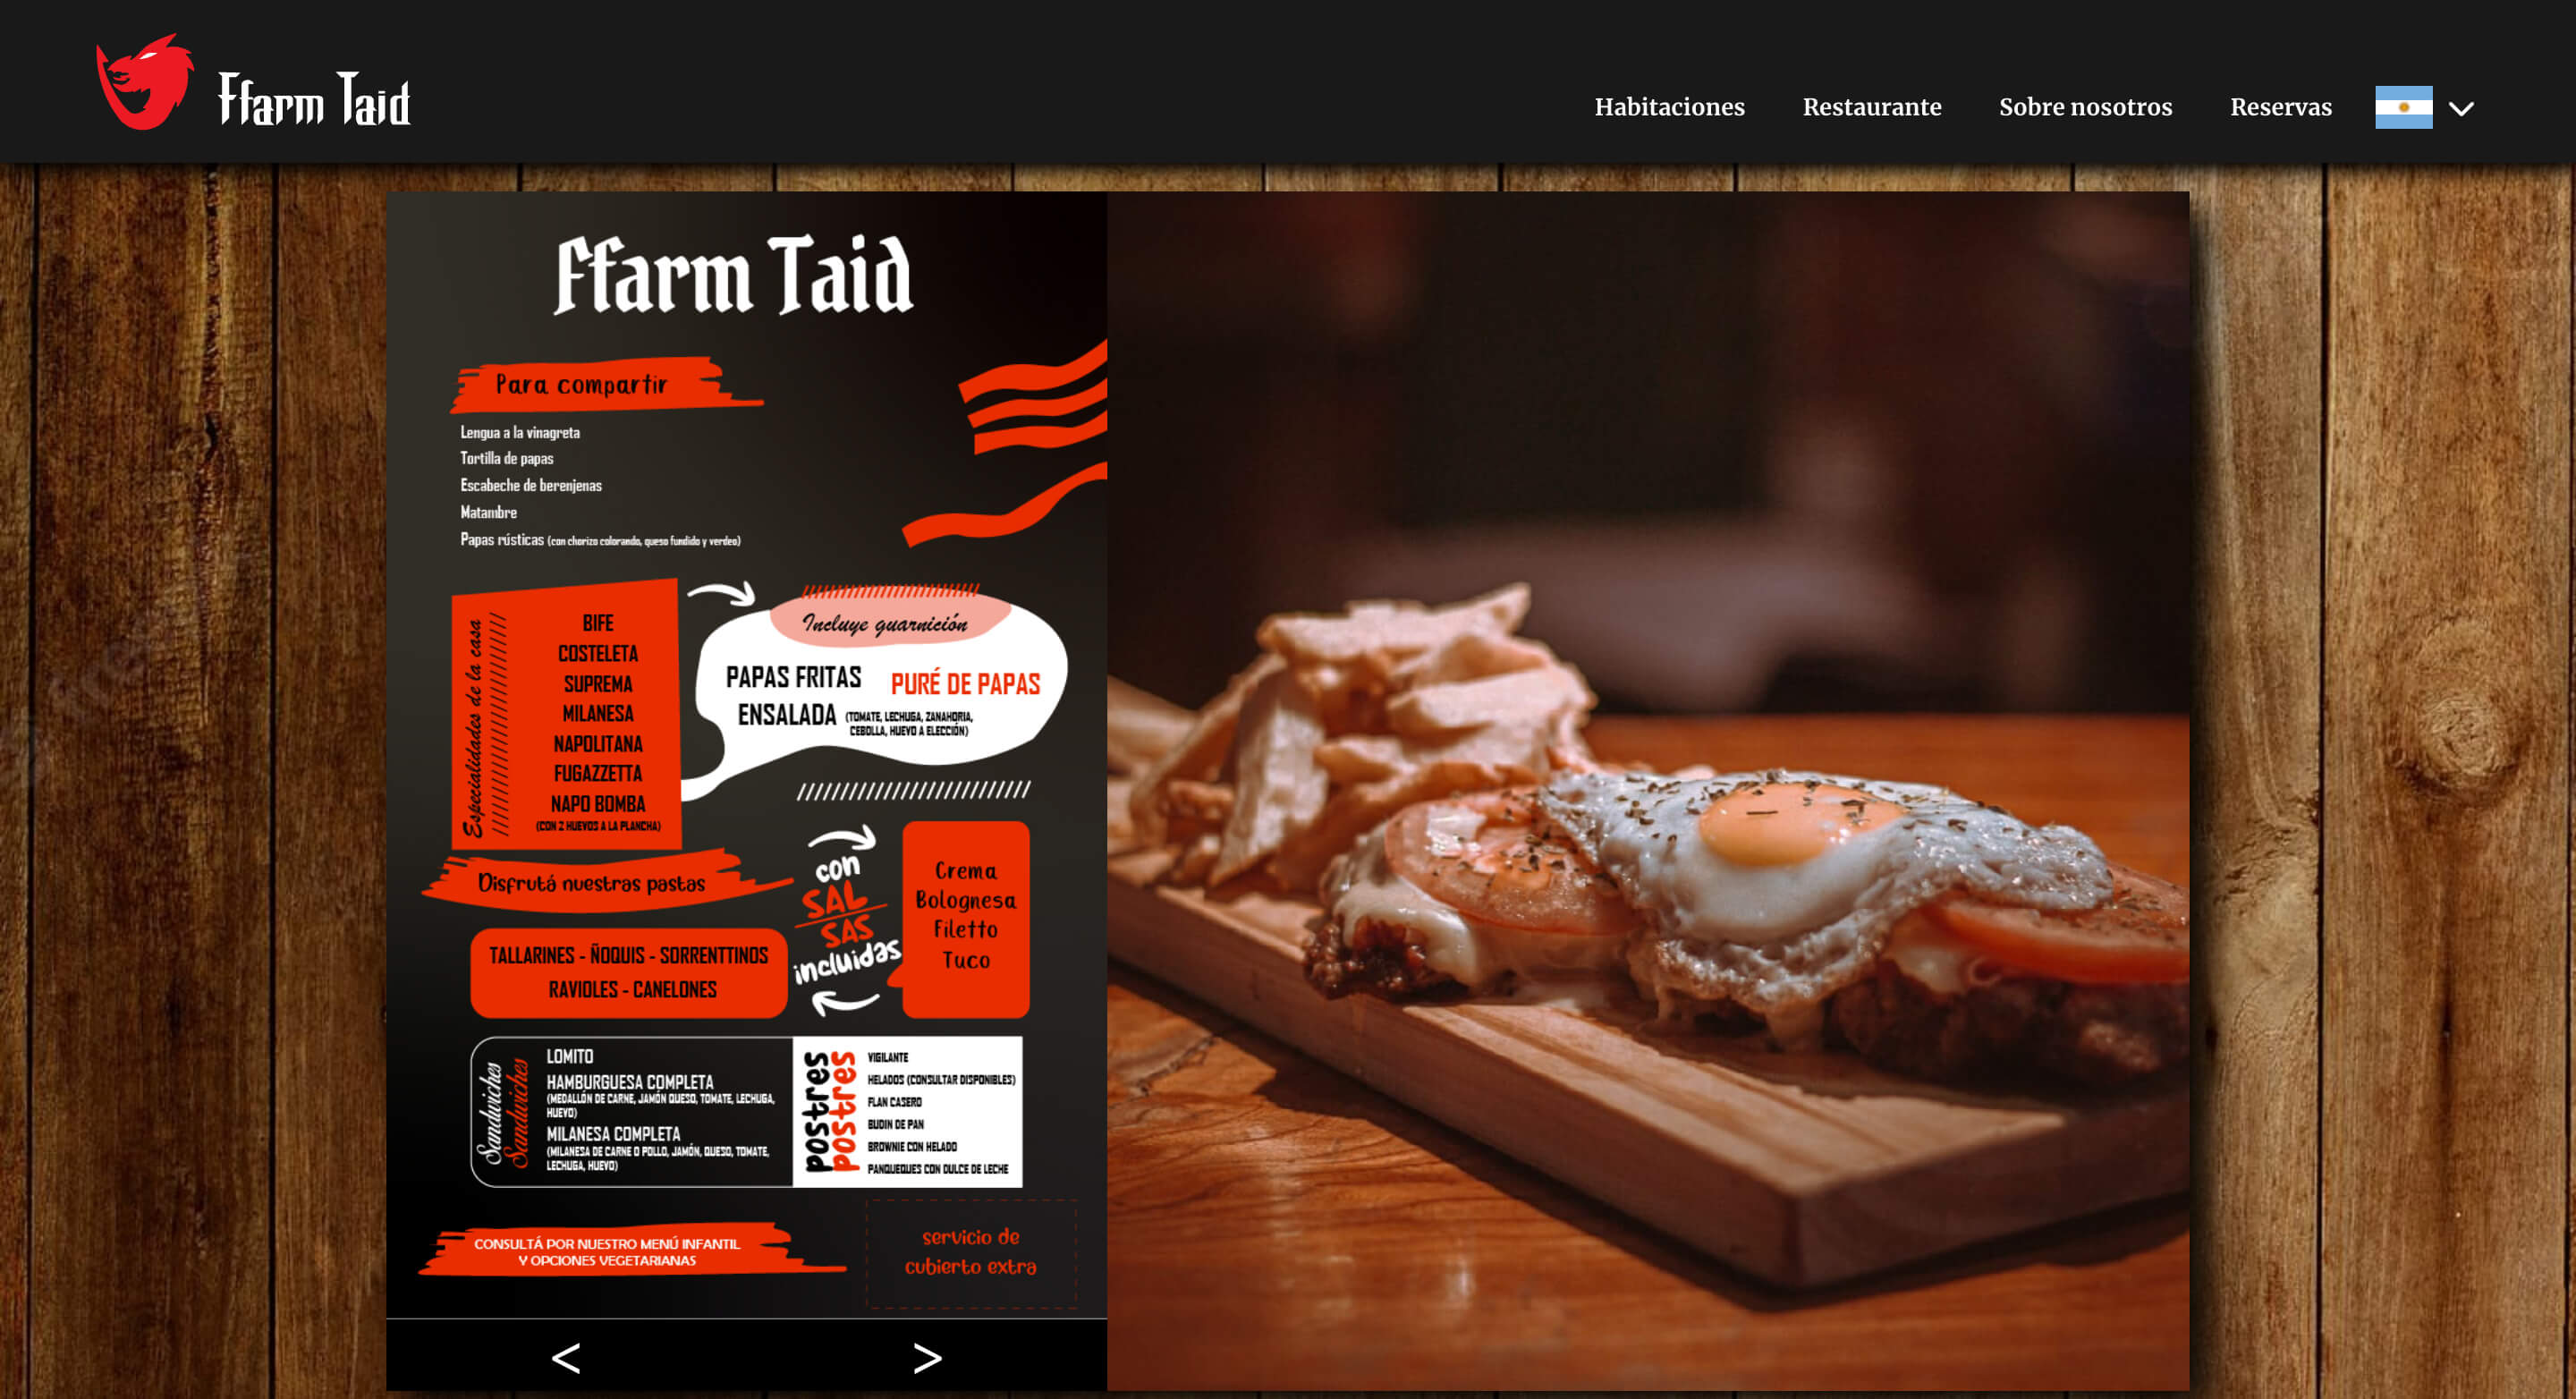 Ffarm Taid
Habitaciones
Restaurante
Sobre nosotros
Reservas
Ffarm Taid
Para compartir
Lengua a la vinagreta
Tortilla de papas
Escabeche de berenjenas
Matambre
Papas rústicas (con chorizo colorando, queso fundido y verdeo)
Especialidades de la casa
BIFE
COSTELETA
SUPREMA
MILANESA
NAPOLITANA
FUGAZZETTA
NAPO BOMBA
(CON 2 HUEVOS A LA PLANCHA)
Incluye guarnición
PAPAS FRITAS
PURÉ DE PAPAS
ENSALADA (TOMATE, LECHUGA, ZANAHORIA,
CEBOLLA, HUEVO A ELECCIÓN)
Disfrutá nuestras pastas
TALLARINES - ÑOQUIS - SORRENTTINOS
RAVIOLES - CANELONES
con
SAL
SAS
incluidas
Crema
Bolognesa
Filetto
Tuco
Sandwiches
Sandwiches
LOMITO
HAMBURGUESA COMPLETA
(MEDALLÓN DE CARNE, JAMÓN QUESO, TOMATE, LECHUGA,
HUEVO)
MILANESA COMPLETA
(MILANESA DE CARNE O POLLO, JAMÓN, QUESO, TOMATE,
LECHUGA, HUEVO)
postres
postres
VIGILANTE
HELADOS (CONSULTAR DISPONIBLES)
FLAN CASERO
BUDIN DE PAN
BROWNIE CON HELADO
PANQUEQUES CON DULCE DE LECHE
CONSULTÁ POR NUESTRO MENÚ INFANTIL
Y OPCIONES VEGETARIANAS
servicio de
cubierto extra
< >